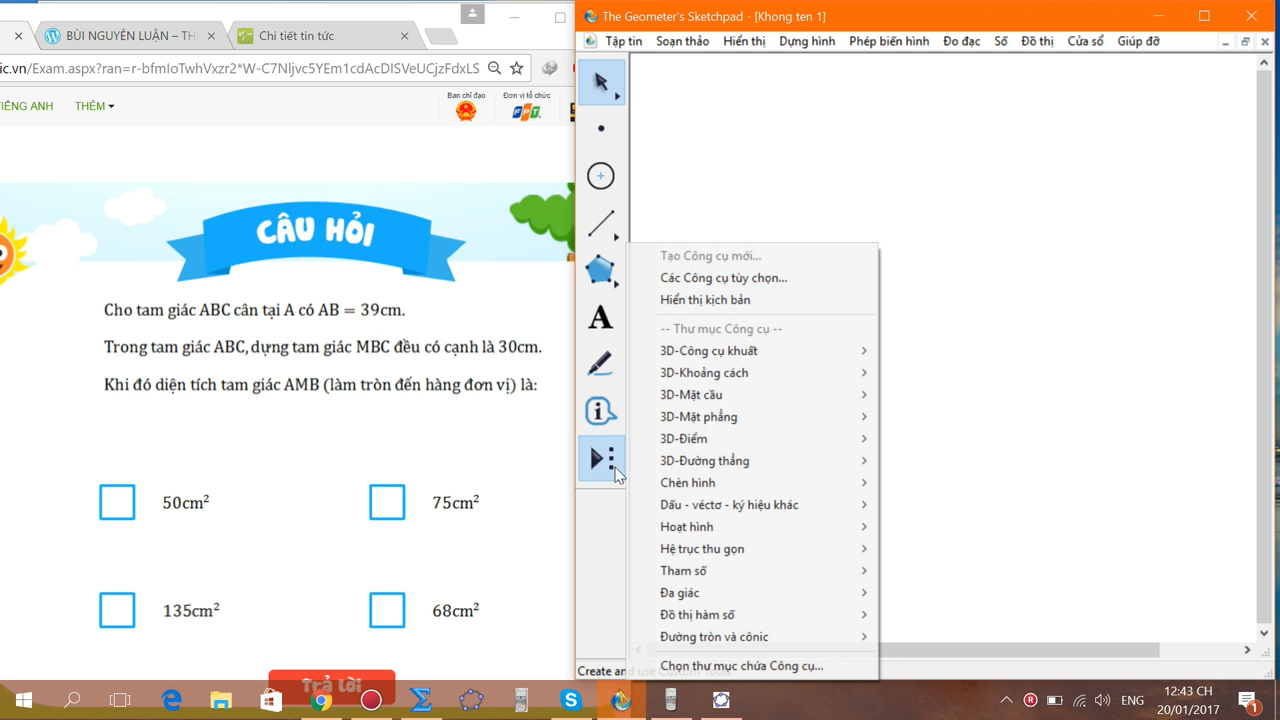 The Geometer's Sketchpad - [Khong ten 1]
BÙI NGUYÊN LUẬN – TH
Chi tiết tin tức
Tập tin Soạn thảo Hiển thị Dựng hình Phép biến hình Đo đạc Số Đồ thị Cửa sổ Giúp đỡ
ic.vn/Exam.aspx?ran=r-bfmIoTwhVxzr2*W-C7Nljvc5YEm1cdAcDISVeUCjzFdxLS
TIẾNG ANH THÊM
Ban chỉ đạo
Đơn vị tổ chức
FPT
CÂU HỎI
Cho tam giác ABC cân tại A có AB = 39cm.
Trong tam giác ABC, dựng tam giác MBC đều có cạnh là 30cm.
Khi đó diện tích tam giác AMB (làm tròn đến hàng đơn vị) là:
50cm²
75cm²
135cm²
68cm²
Trả lời
A
Tạo Công cụ mới...
Các Công cụ tùy chọn...
Hiển thị kịch bản
-- Thư mục Công cụ --
3D-Công cụ khuất
3D-Khoảng cách
3D-Mặt cầu
3D-Mặt phẳng
3D-Điểm
3D-Đường thẳng
Chèn hình
Dấu - véctơ - ký hiệu khác
Hoạt hình
Hệ trục thu gọn
Tham số
Đa giác
Đồ thị hàm số
Đường tròn và cônic
Chọn thư mục chứa Công cụ...
Create and use Custom Tools
ENG
12:43 CH
20/01/2017
1